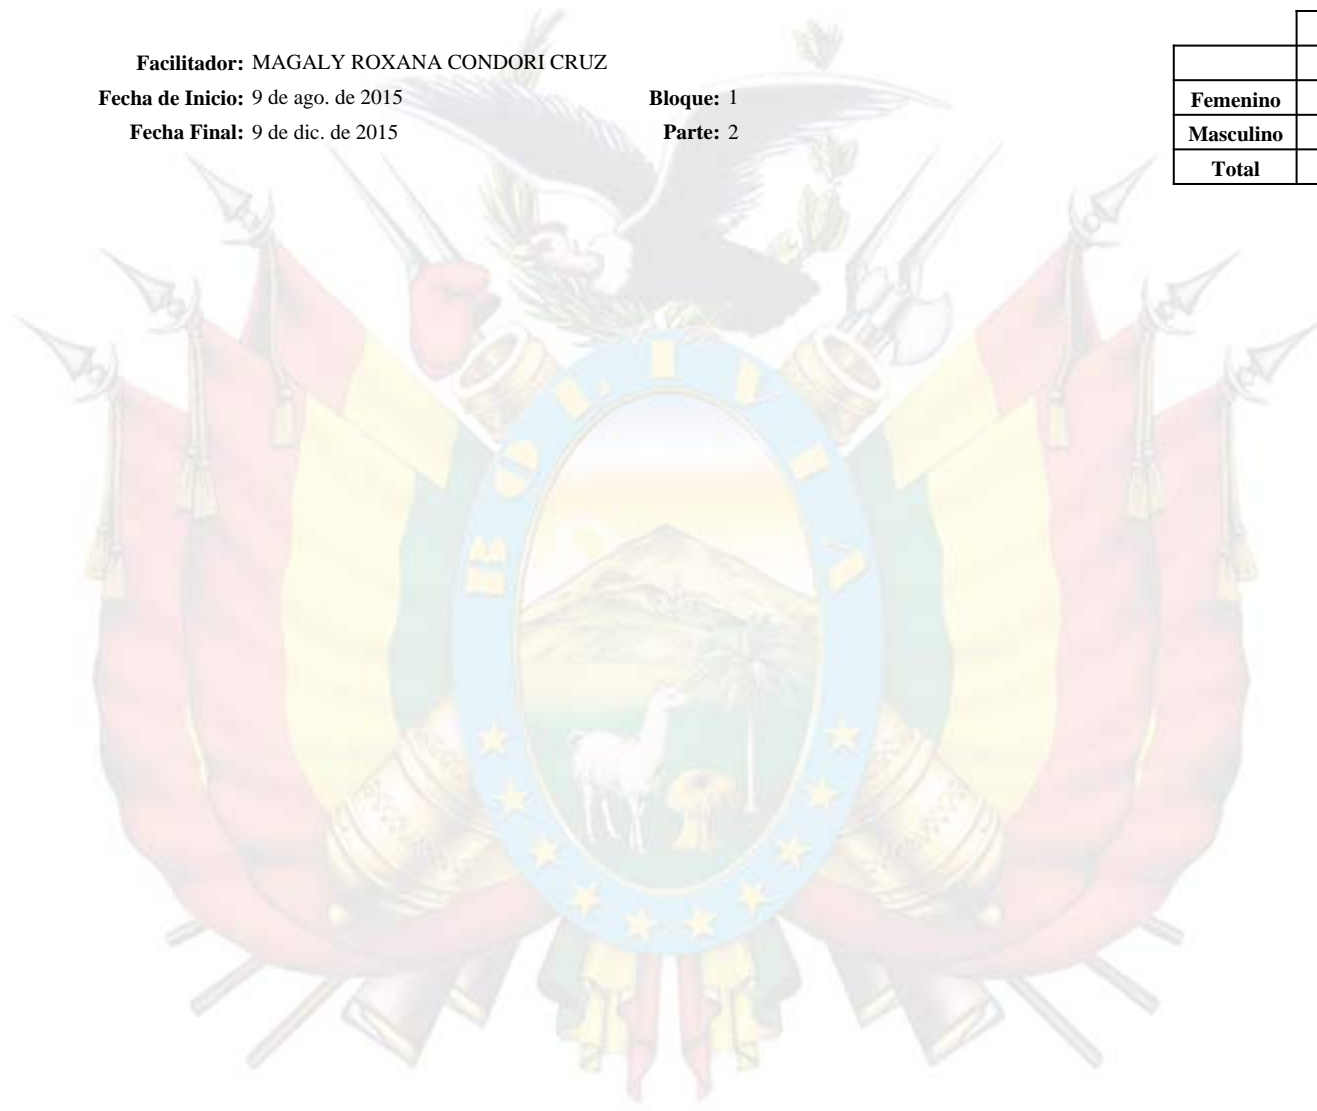 Facilitador: MAGALY ROXANA CONDORI CRUZ
Fecha de Inicio: 9 de ago. de 2015 Bloque: 1
Fecha Final: 9 de dic. de 2015 Parte: 2
Femenino
Masculino
Total
BOLIVIA